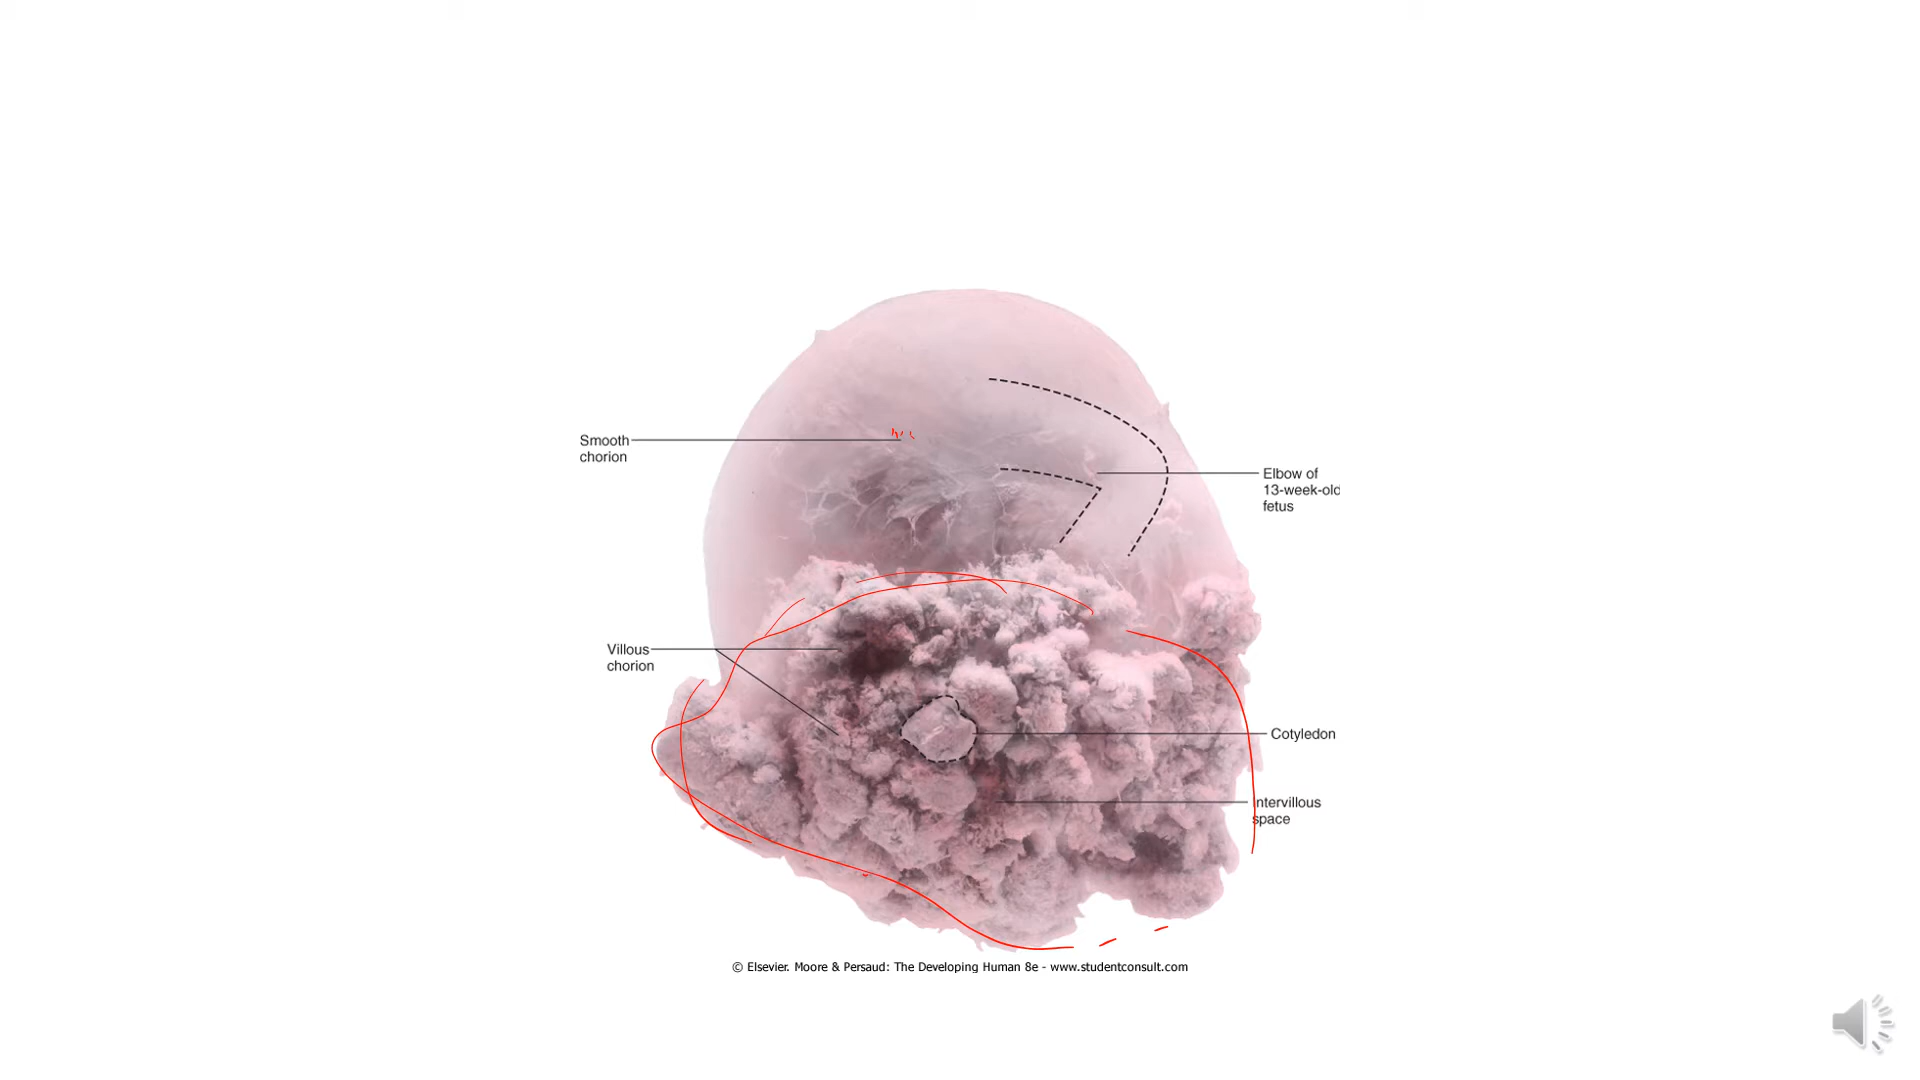 Smooth
chorion
Elbow of
13-week-old
fetus
Villous
chorion
Cotyledon
Intervillous
space
© Elsevier. Moore & Persaud: The Developing Human 8e - www.studentconsult.com